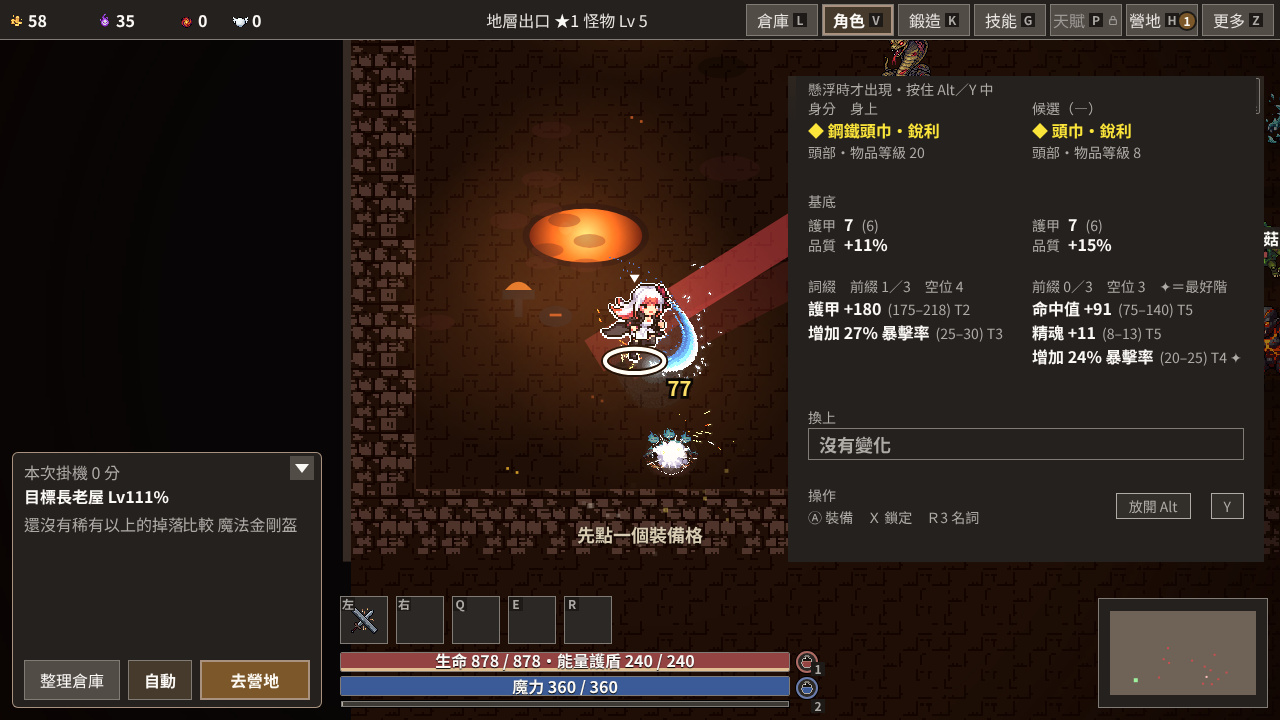 58 35 0 0
地層出口 ★1 怪物 Lv 5
倉庫 L 角色 V 鍛造 K 技能 G 天賦 P 營地 H 1 更多 Z
懸浮時才出現・按住 Alt／Y 中
身分 身上 候選（—）
◆ 鋼鐵頭巾・銳利 ◆ 頭巾・銳利
頭部・物品等級 20 頭部・物品等級 8
基底
護甲 7 (6) 護甲 7 (6)
品質 +11% 品質 +15%
詞綴 前綴 1／3 空位 4 前綴 0／3 空位 3 ✦＝最好階
護甲 +180 (175–218) T2 命中值 +91 (75–140) T5
增加 27% 暴擊率 (25–30) T3 精魂 +11 (8–13) T5
增加 24% 暴擊率 (20–25) T4 ✦
換上
沒有變化
操作
Ⓐ 裝備 X 鎖定 R3 名詞
放開 Alt Y
菇
77
先點一個裝備格
本次掛機 0 分
目標長老屋 Lv111%
還沒有稀有以上的掉落比較 魔法金剛盔
整理倉庫 自動 去營地
左 右 Q E R
生命 878 / 878・能量護盾 240 / 240
魔力 360 / 360
1
2